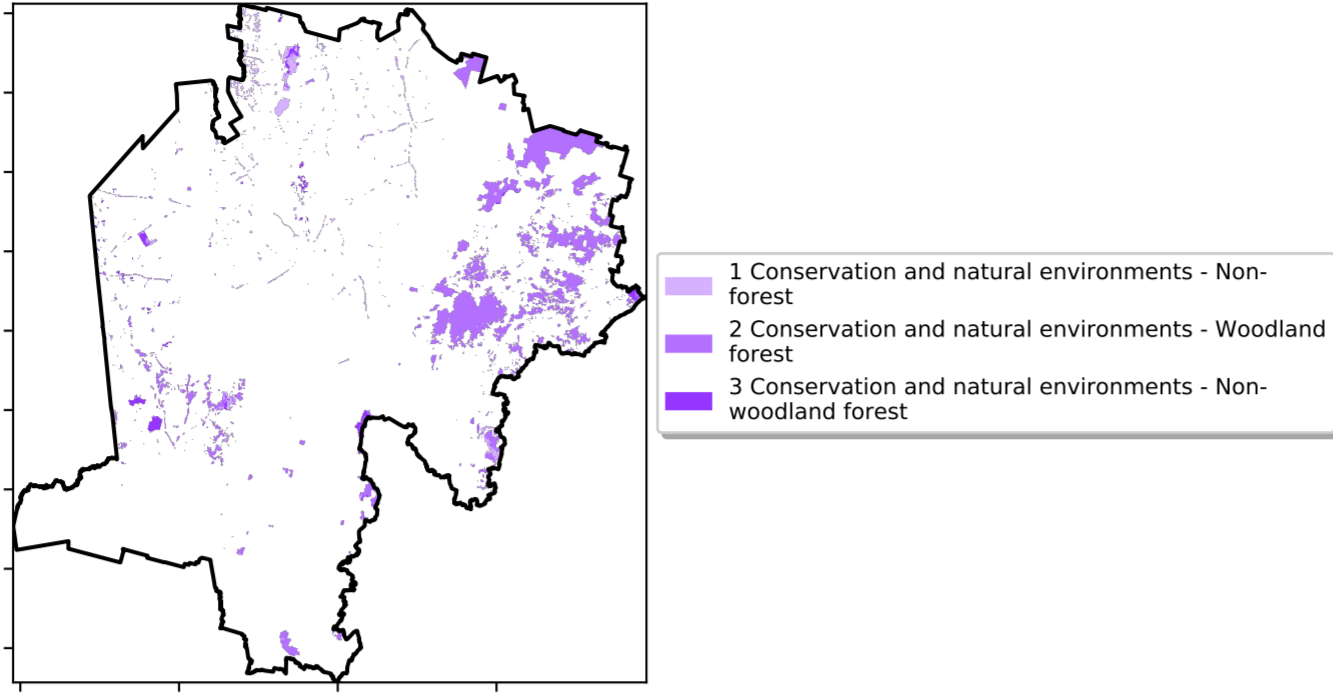 1 Conservation and natural environments - Non-
forest
2 Conservation and natural environments - Woodland
forest
3 Conservation and natural environments - Non-
woodland forest